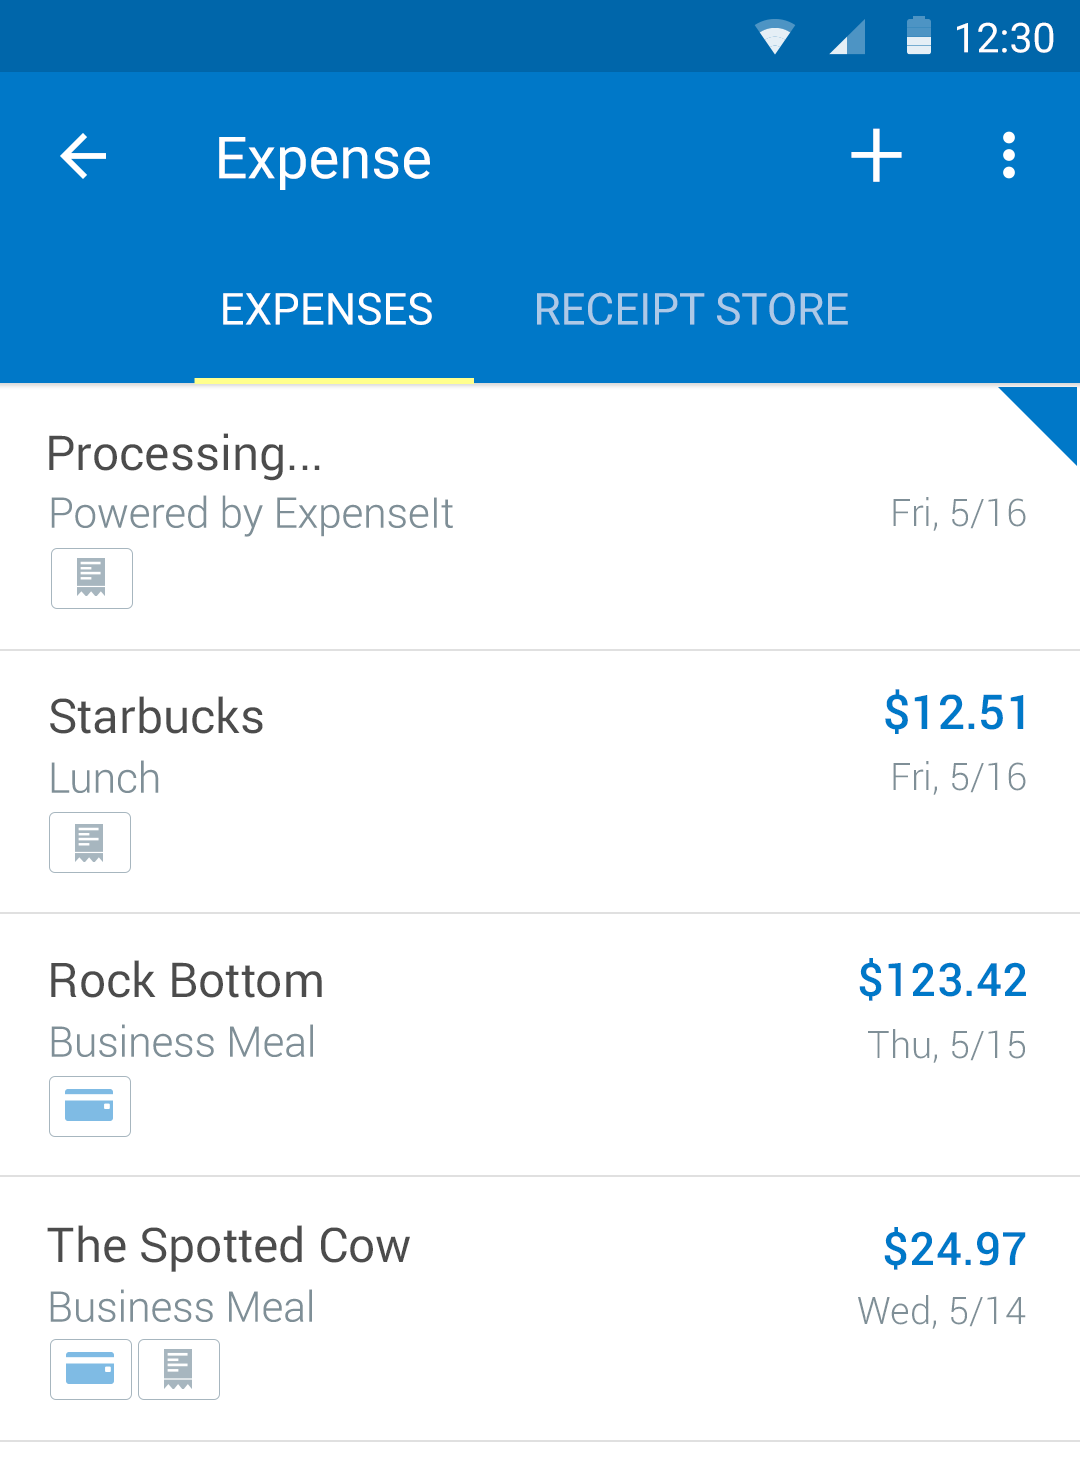 12:30
Expense
EXPENSES RECEIPT STORE
Processing...
Powered by ExpenseIt Fri, 5/16
Starbucks $12.51
Lunch Fri, 5/16
Rock Bottom $123.42
Business Meal Thu, 5/15
The Spotted Cow $24.97
Business Meal Wed, 5/14